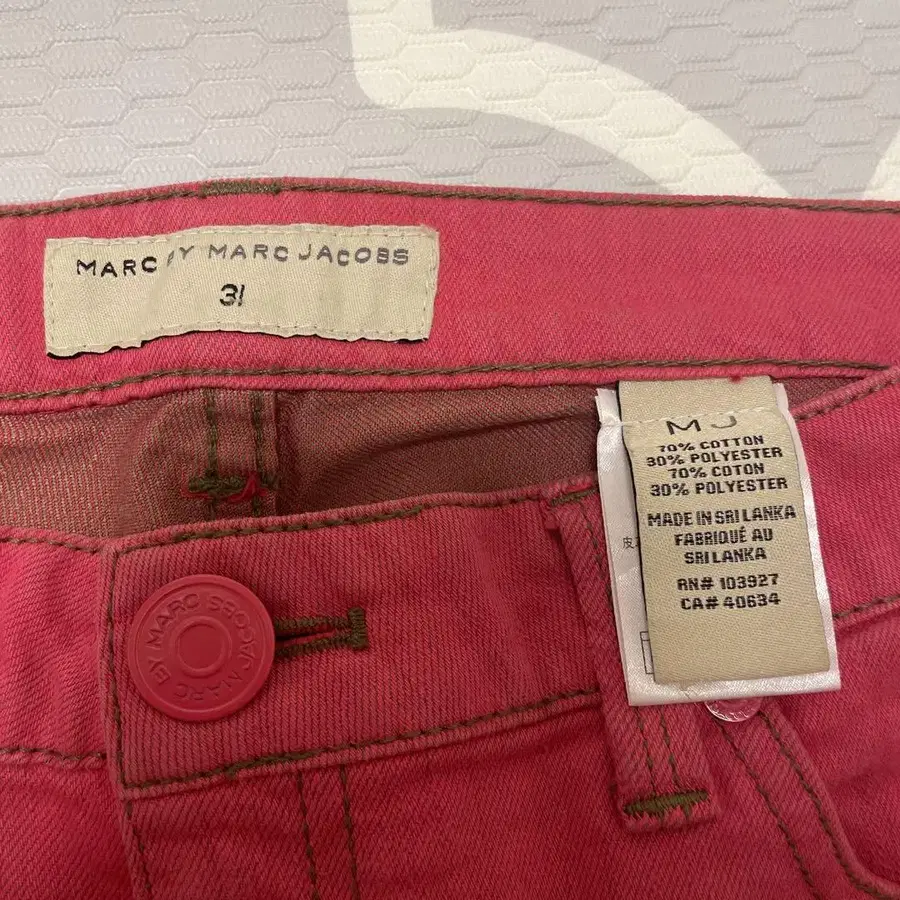 MARC BY MARC JACOBS
31
MJ
70% COTTON
30% POLYESTER
70% COTON
30% POLYESTER
MADE IN SRI LANKA
FABRIQUÉ AU
SRI LANKA
RN# 103927
CA# 40634
MARC BY MARC JACOBS